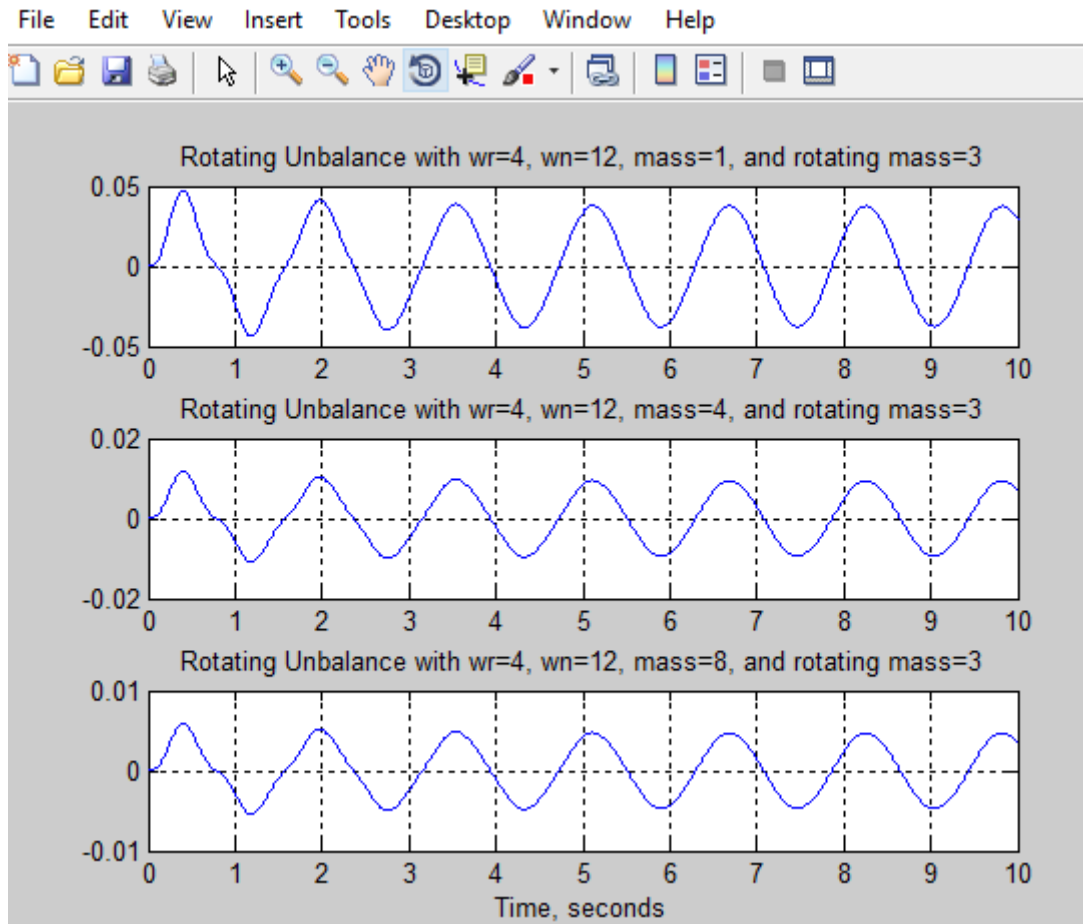 File Edit View Insert Tools Desktop Window Help
Rotating Unbalance with wr=4, wn=12, mass=1, and rotating mass=3
0.05
0
-0.05
0 1 2 3 4 5 6 7 8 9 10
Rotating Unbalance with wr=4, wn=12, mass=4, and rotating mass=3
0.02
0
-0.02
0 1 2 3 4 5 6 7 8 9 10
Rotating Unbalance with wr=4, wn=12, mass=8, and rotating mass=3
0.01
0
-0.01
0 1 2 3 4 5 6 7 8 9 10
Time, seconds